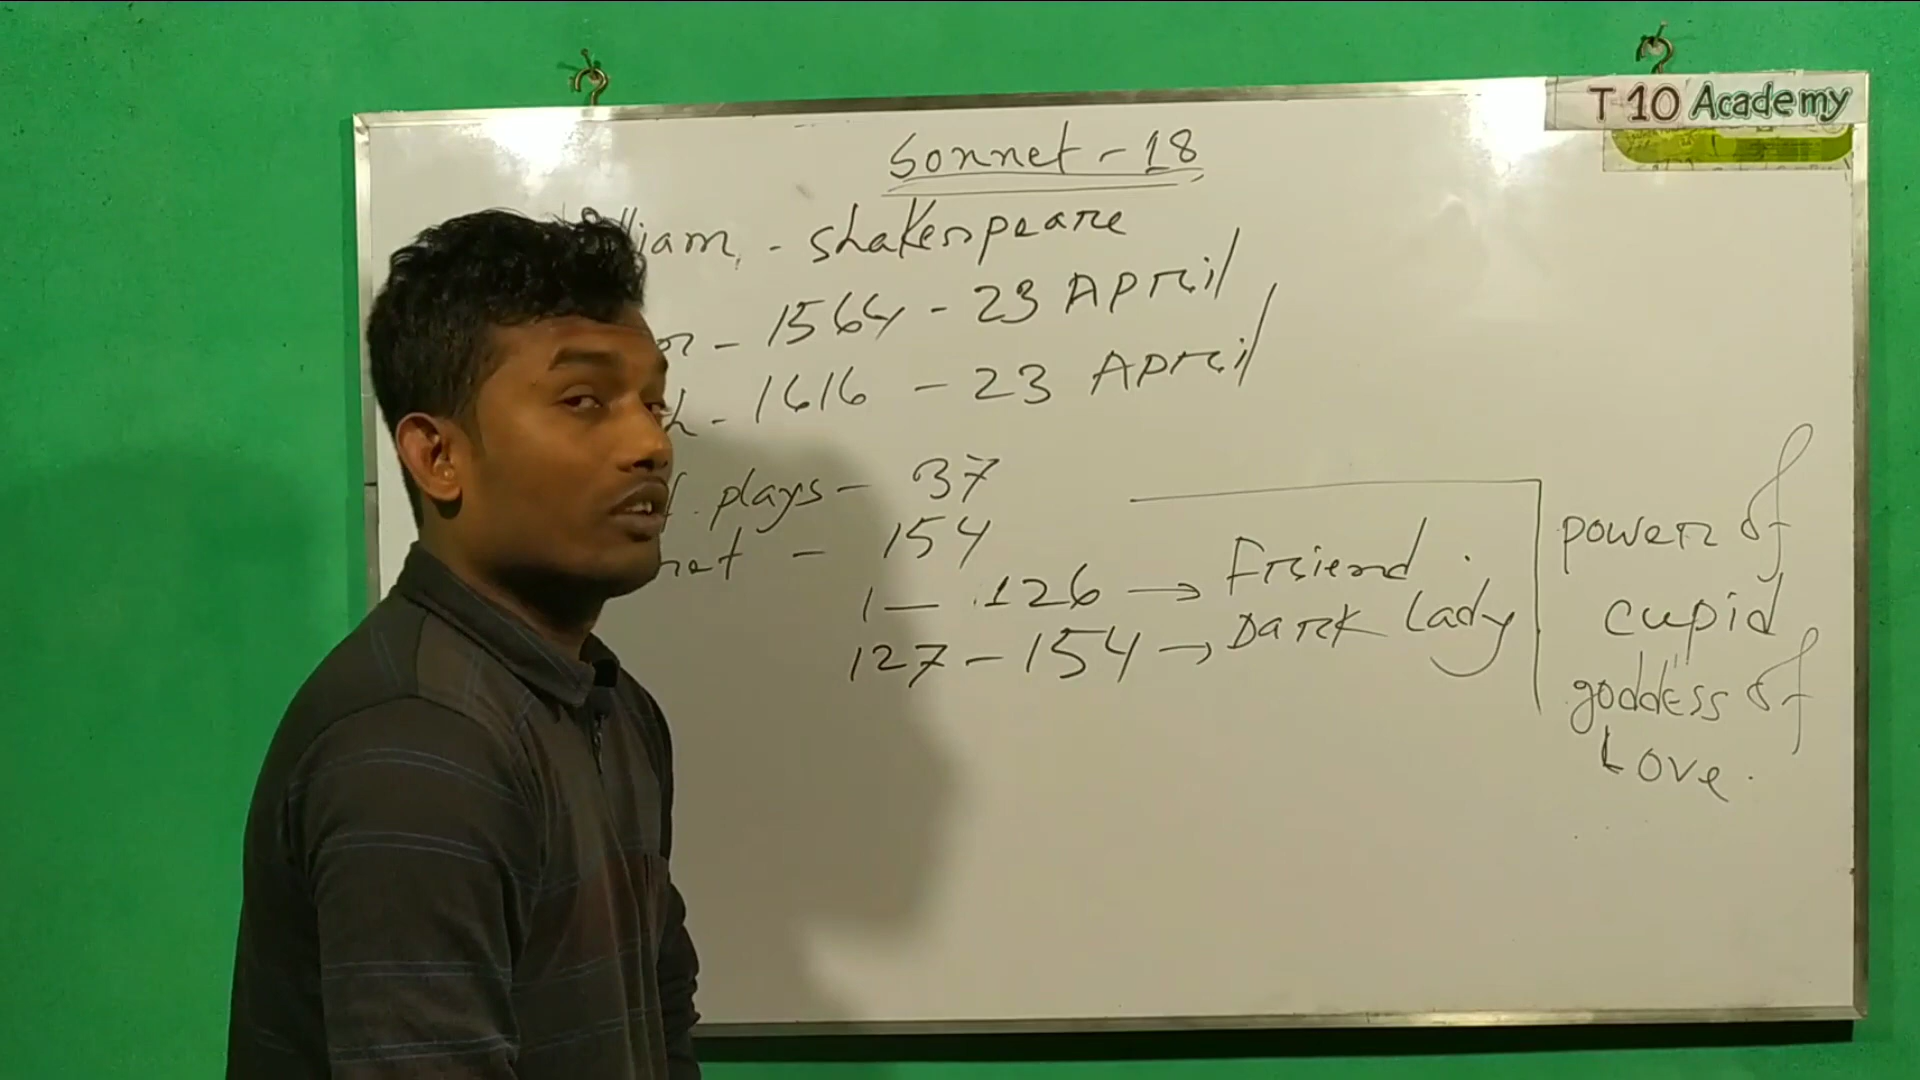 T 10 Academy
Sonnet - 18
William, - Shakespeare
- 1564 - 23 April
- 1616 - 23 April
plays - 37
- 154
1 - 126 → Friend
127 - 154 → Dark Lady
power of
cupid
goddess of
Love.